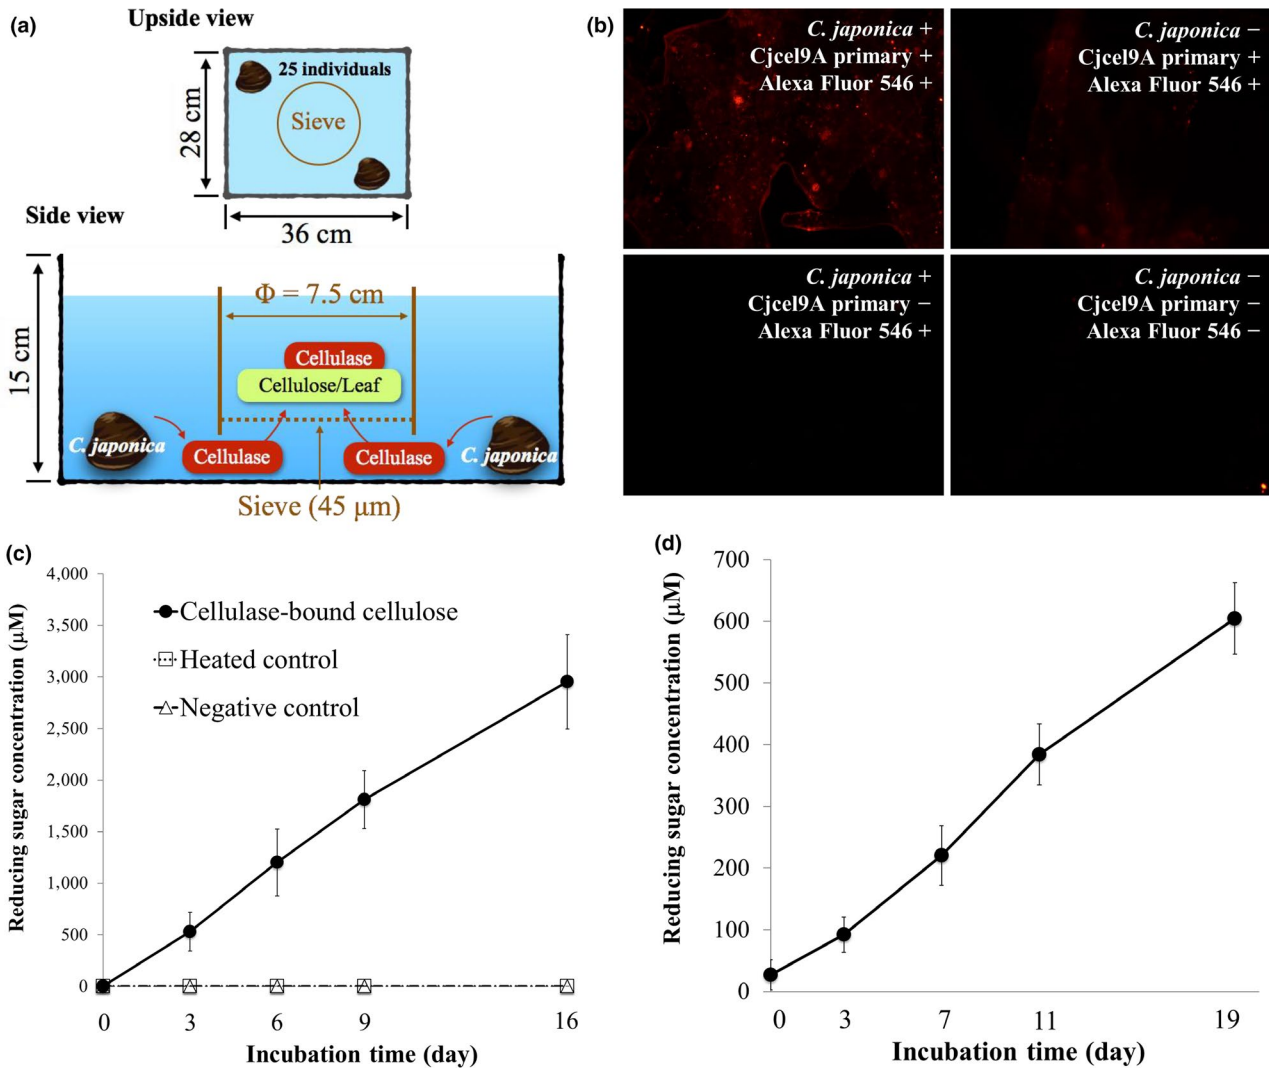 (a)
Upside view
25 individuals
Sieve
28 cm
36 cm
Side view
15 cm
Φ = 7.5 cm
Cellulase
Cellulose/Leaf
C. japonica
Cellulase
Cellulase
C. japonica
Sieve (45 μm)
(b)
C. japonica +
Cjcel9A primary +
Alexa Fluor 546 +
C. japonica −
Cjcel9A primary +
Alexa Fluor 546 +
C. japonica +
Cjcel9A primary −
Alexa Fluor 546 +
C. japonica −
Cjcel9A primary −
Alexa Fluor 546 −
(c)
Reducing sugar concentration (μM)
4,000
3,500
3,000
2,500
2,000
1,500
1,000
500
0
Cellulase-bound cellulose
Heated control
Negative control
0 3 6 9 16
Incubation time (day)
(d)
Reducing sugar concentration (μM)
700
600
500
400
300
200
100
0
0 3 7 11 19
Incubation time (day)